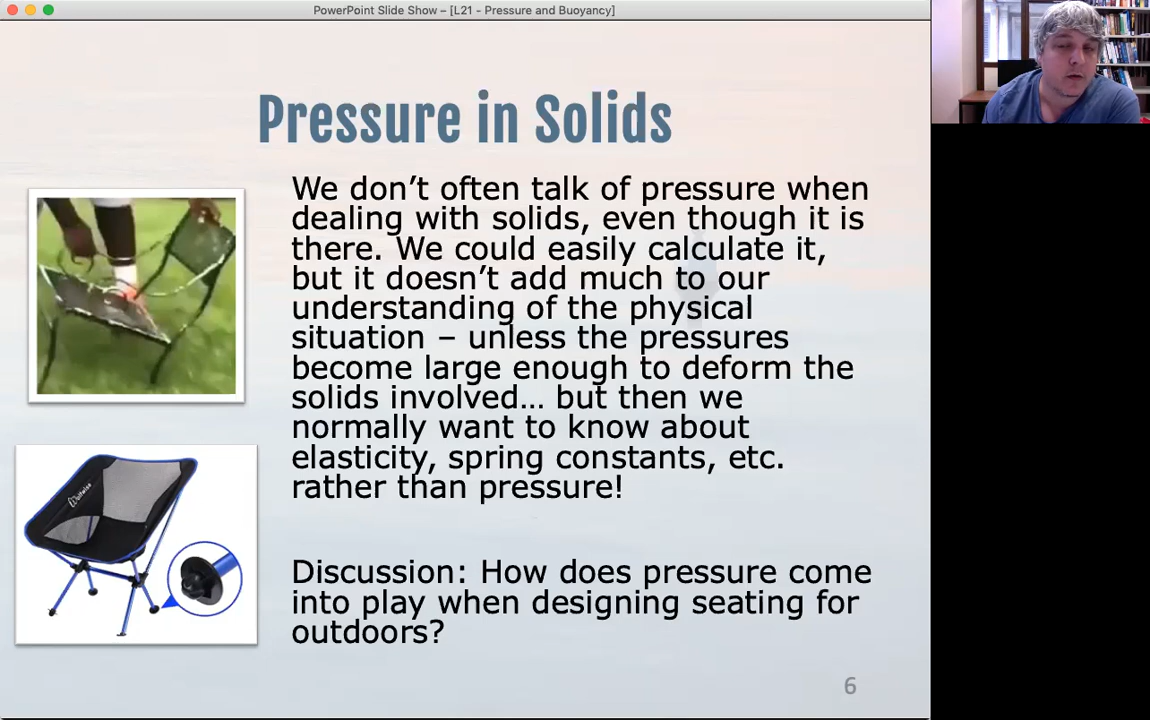 PowerPoint Slide Show – [L21 - Pressure and Buoyancy]
Pressure in Solids
We don’t often talk of pressure when
dealing with solids, even though it is
there. We could easily calculate it,
but it doesn’t add much to our
understanding of the physical
situation – unless the pressures
become large enough to deform the
solids involved… but then we
normally want to know about
elasticity, spring constants, etc.
rather than pressure!
Discussion: How does pressure come
into play when designing seating for
outdoors?
6